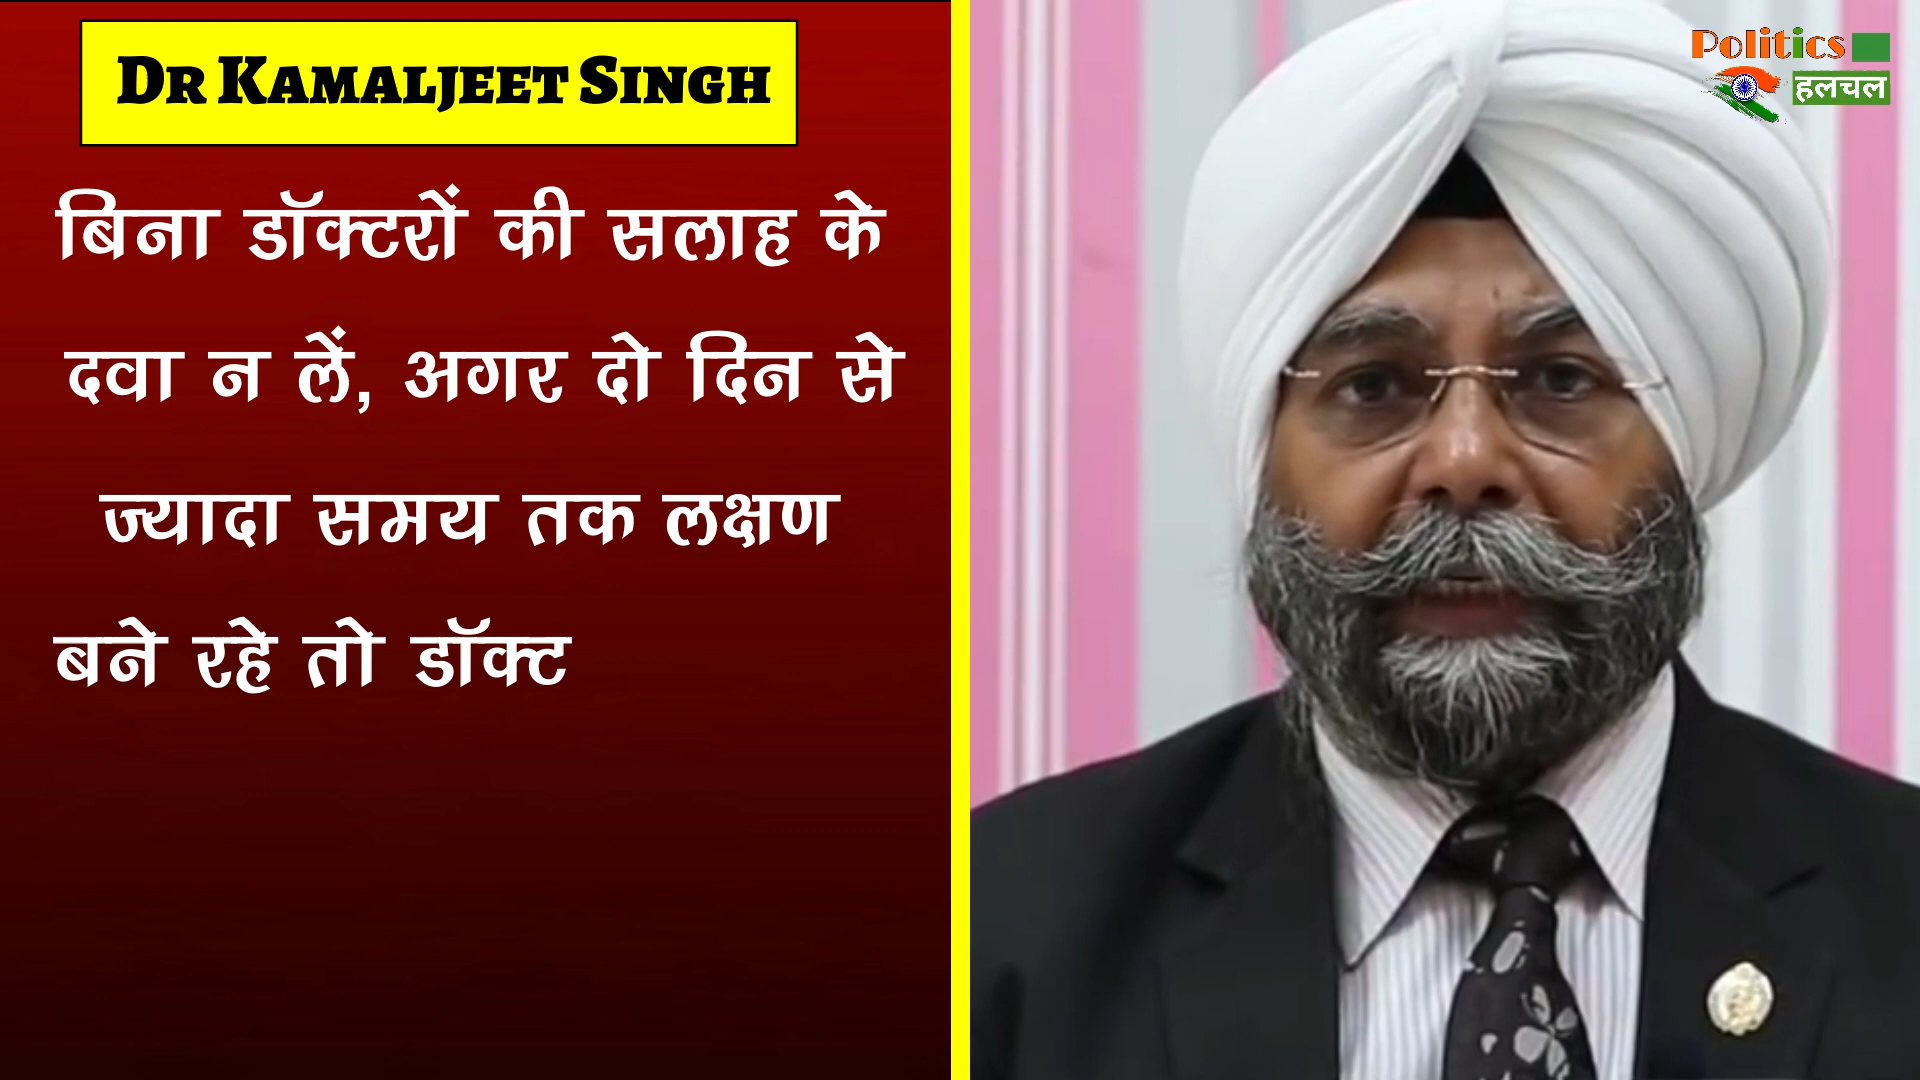 DR KAMALJEET SINGH
बिना डॉक्टरों की सलाह के
दवा न लें, अगर दो दिन से
ज्यादा समय तक लक्षण
बने रहे तो डॉक्ट
Politics
हलचल